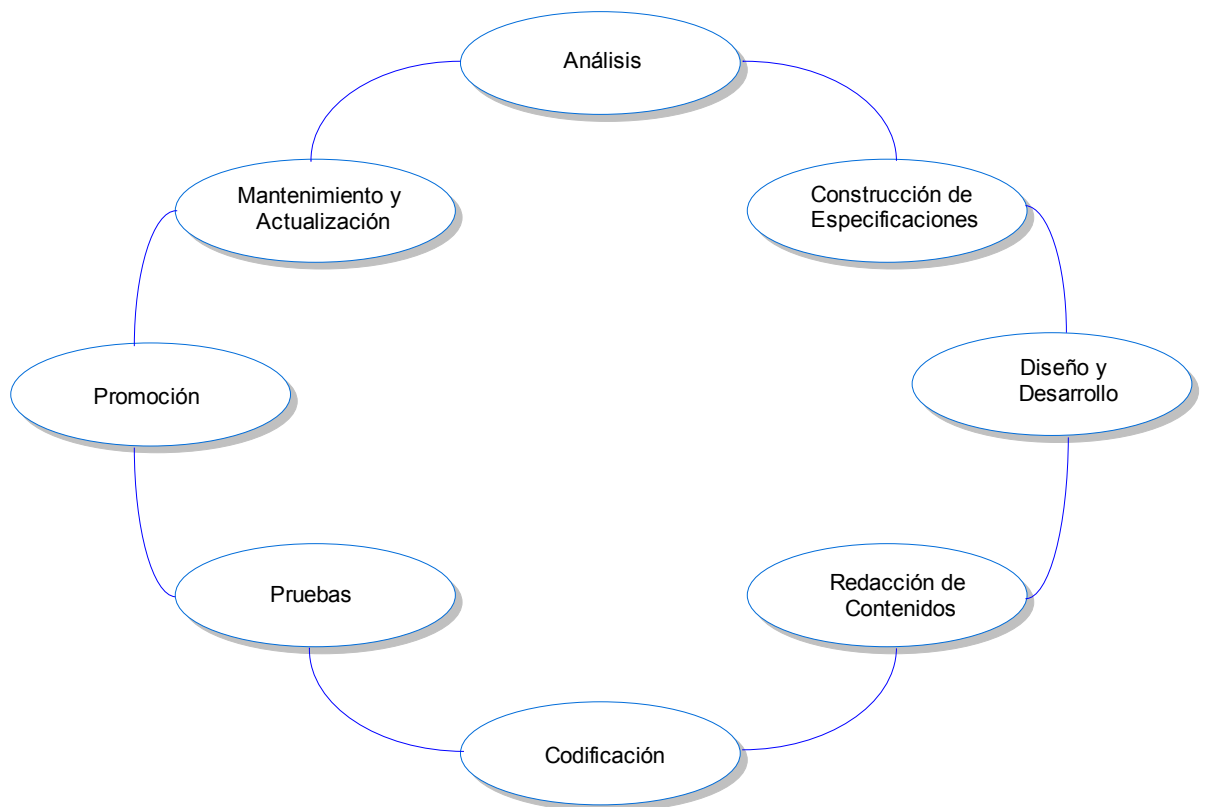 Análisis
Construcción de
Especificaciones
Diseño y
Desarrollo
Redacción de
Contenidos
Codificación
Pruebas
Promoción
Mantenimiento y
Actualización